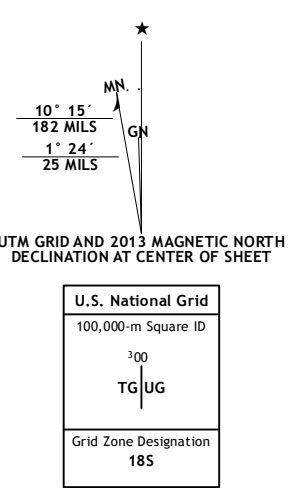 ★
MN
10° 15´
182 MILS
GN
1° 24´
25 MILS
UTM GRID AND 2013 MAGNETIC NORTH
DECLINATION AT CENTER OF SHEET
U.S. National Grid
100,000-m Square ID
³00
TG UG
Grid Zone Designation
18S